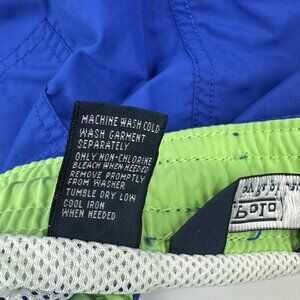 MACHINE WASH COLD
WASH GARMENT
SEPARATELY
ONLY NON-CHLORINE
BLEACH WHEN NEEDED
REMOVE PROMPTLY
FROM WASHER
TUMBLE DRY LOW
COOL IRON
WHEN NEEDED
Polo